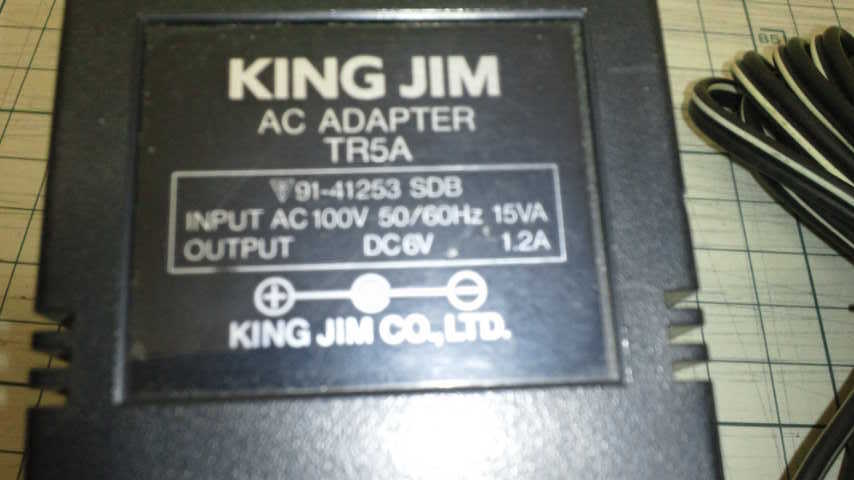 KING JIM
AC ADAPTER
TR5A
91-41253 SDB
INPUT AC 100V 50/60Hz 15VA
OUTPUT DC6V 1.2A
KING JIM CO.,LTD.